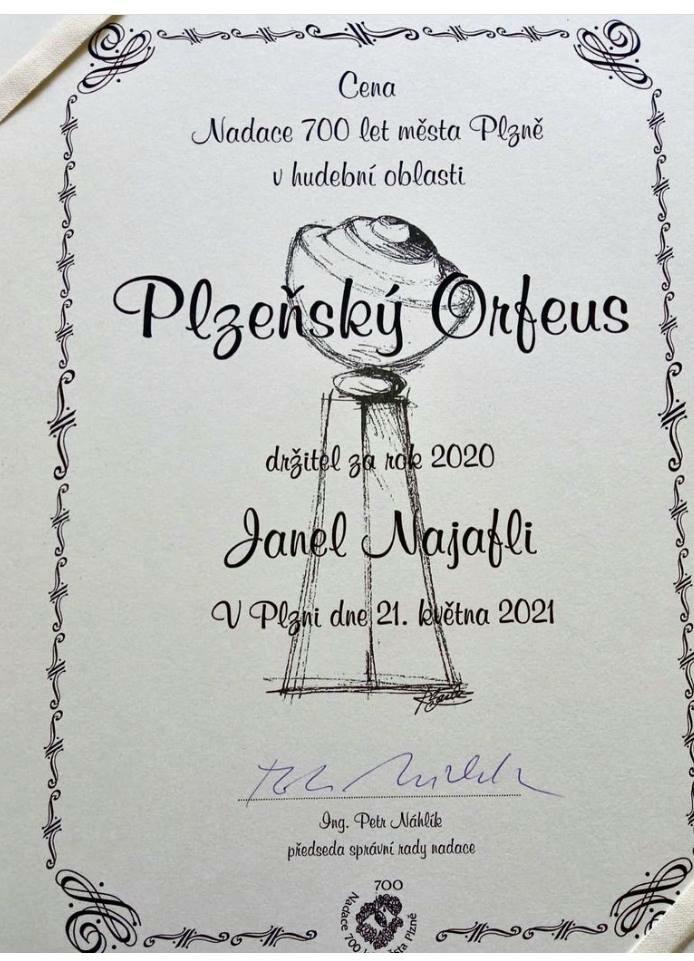 Cena
Nadace 700 let města Plzně
v hudební oblasti
Plzeňský Orfeus
držitel za rok 2020
Janel Najafli
V Plzni dne 21. května 2021
Ing. Petr Náhlík
předseda správní rady nadace
700
Nadace 700 města Plzně